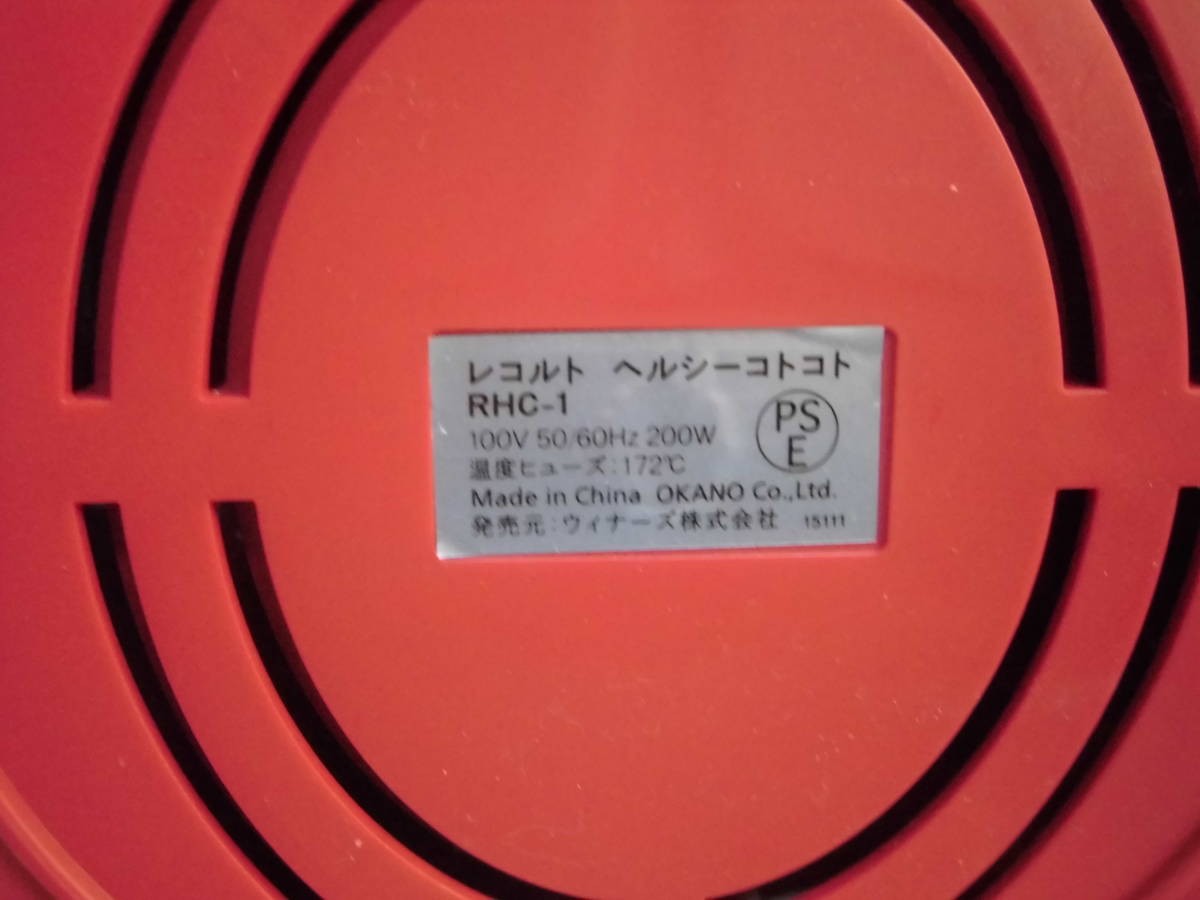 レコルト ヘルシーコトコト
RHC-1
100V 50/60Hz 200W
温度ヒューズ:172℃
PS
E
Made in China OKANO Co.,Ltd.
発売元:ウィナーズ株式会社 15111